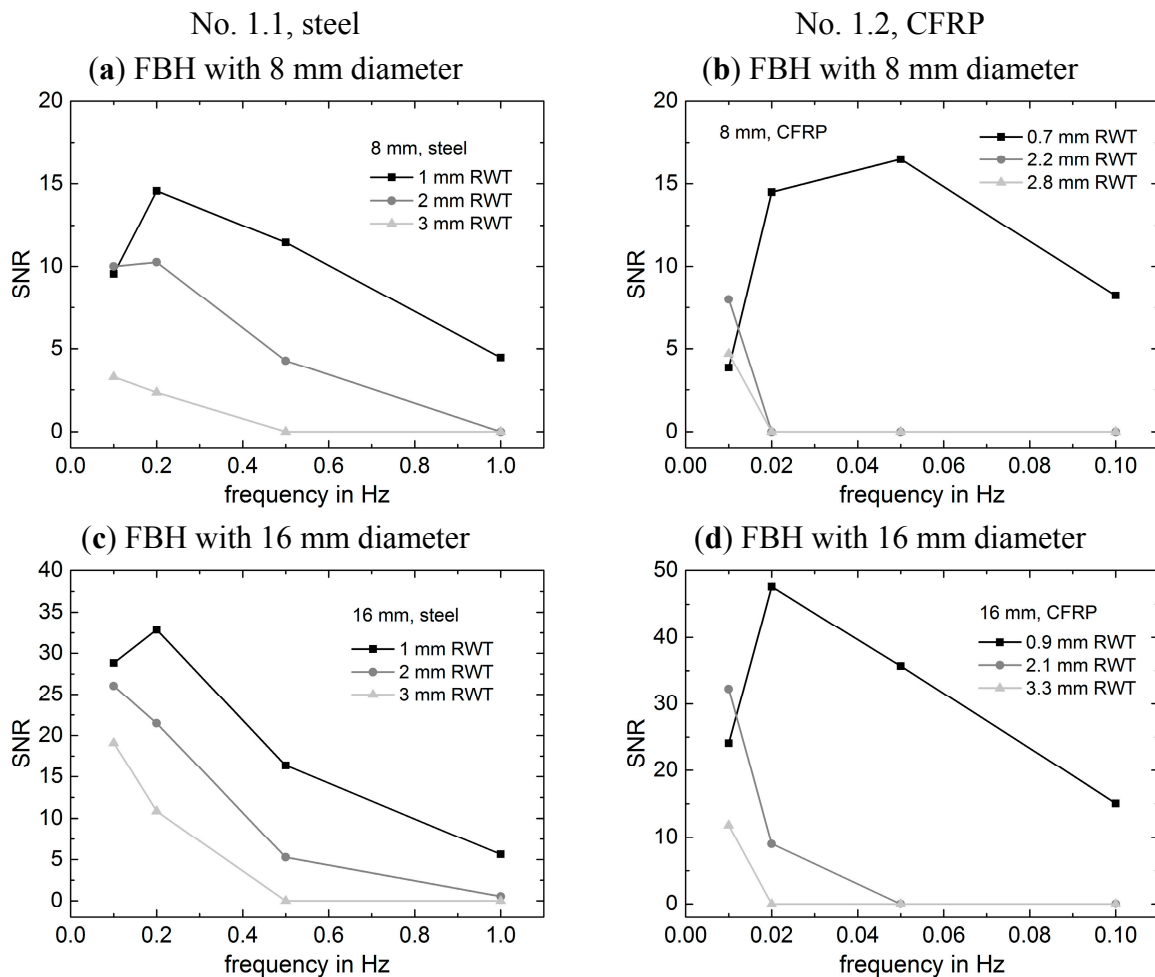 No. 1.1, steel
No. 1.2, CFRP
(a) FBH with 8 mm diameter
(b) FBH with 8 mm diameter
20
15
10
5
0
SNR
8 mm, steel
1 mm RWT
2 mm RWT
3 mm RWT
0.0 0.2 0.4 0.6 0.8 1.0
frequency in Hz
20
15
10
5
0
SNR
8 mm, CFRP
0.7 mm RWT
2.2 mm RWT
2.8 mm RWT
0.00 0.02 0.04 0.06 0.08 0.10
frequency in Hz
(c) FBH with 16 mm diameter
(d) FBH with 16 mm diameter
40
35
30
25
20
15
10
5
0
SNR
16 mm, steel
1 mm RWT
2 mm RWT
3 mm RWT
0.0 0.2 0.4 0.6 0.8 1.0
frequency in Hz
50
40
30
20
10
0
SNR
16 mm, CFRP
0.9 mm RWT
2.1 mm RWT
3.3 mm RWT
0.00 0.02 0.04 0.06 0.08 0.10
frequency in Hz